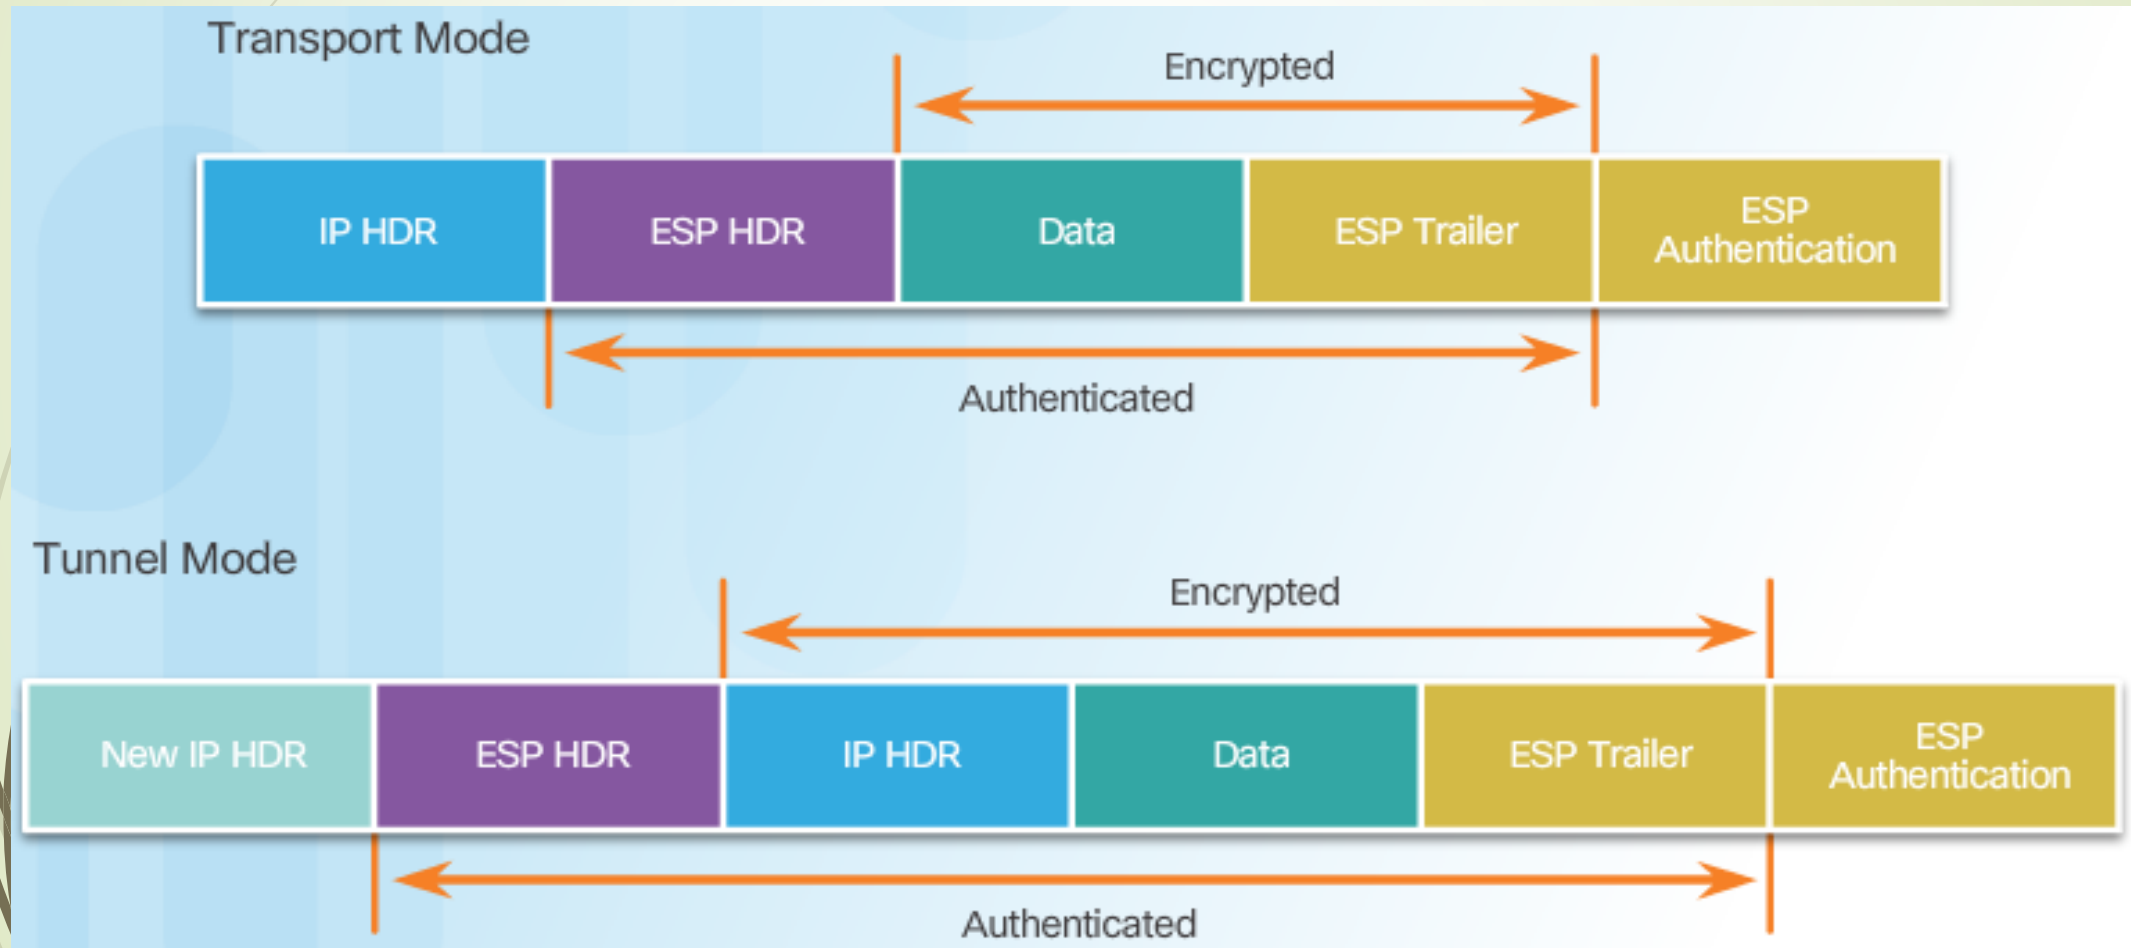 Transport Mode
Encrypted
IP HDR
ESP HDR
Data
ESP Trailer
ESP
Authentication
Authenticated
Tunnel Mode
Encrypted
New IP HDR
ESP HDR
IP HDR
Data
ESP Trailer
ESP
Authentication
Authenticated